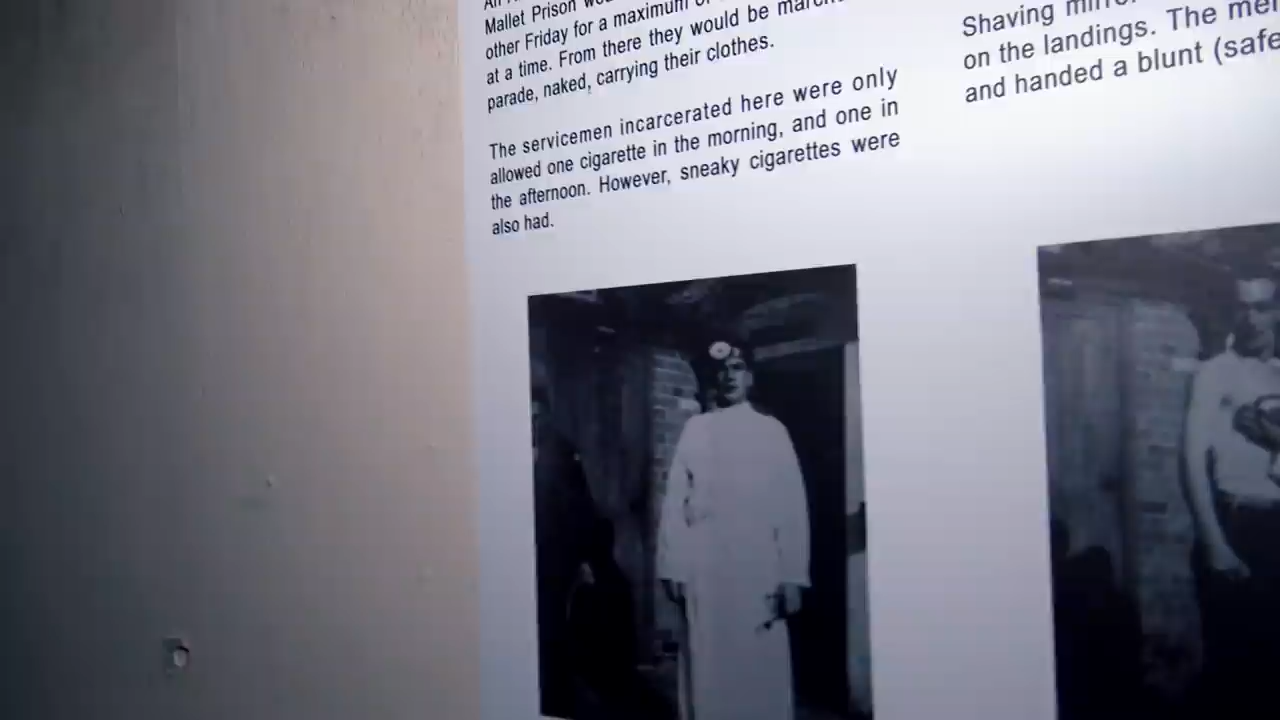 Mallet Prison
other Friday for a maximum
at a time. From there they would be
parade, naked, carrying their clothes.
The servicemen incarcerated here were only
allowed one cigarette in the morning, and one in
the afternoon. However, sneaky cigarettes were
also had.
Shaving
on the landings. The
and handed a blunt (safe